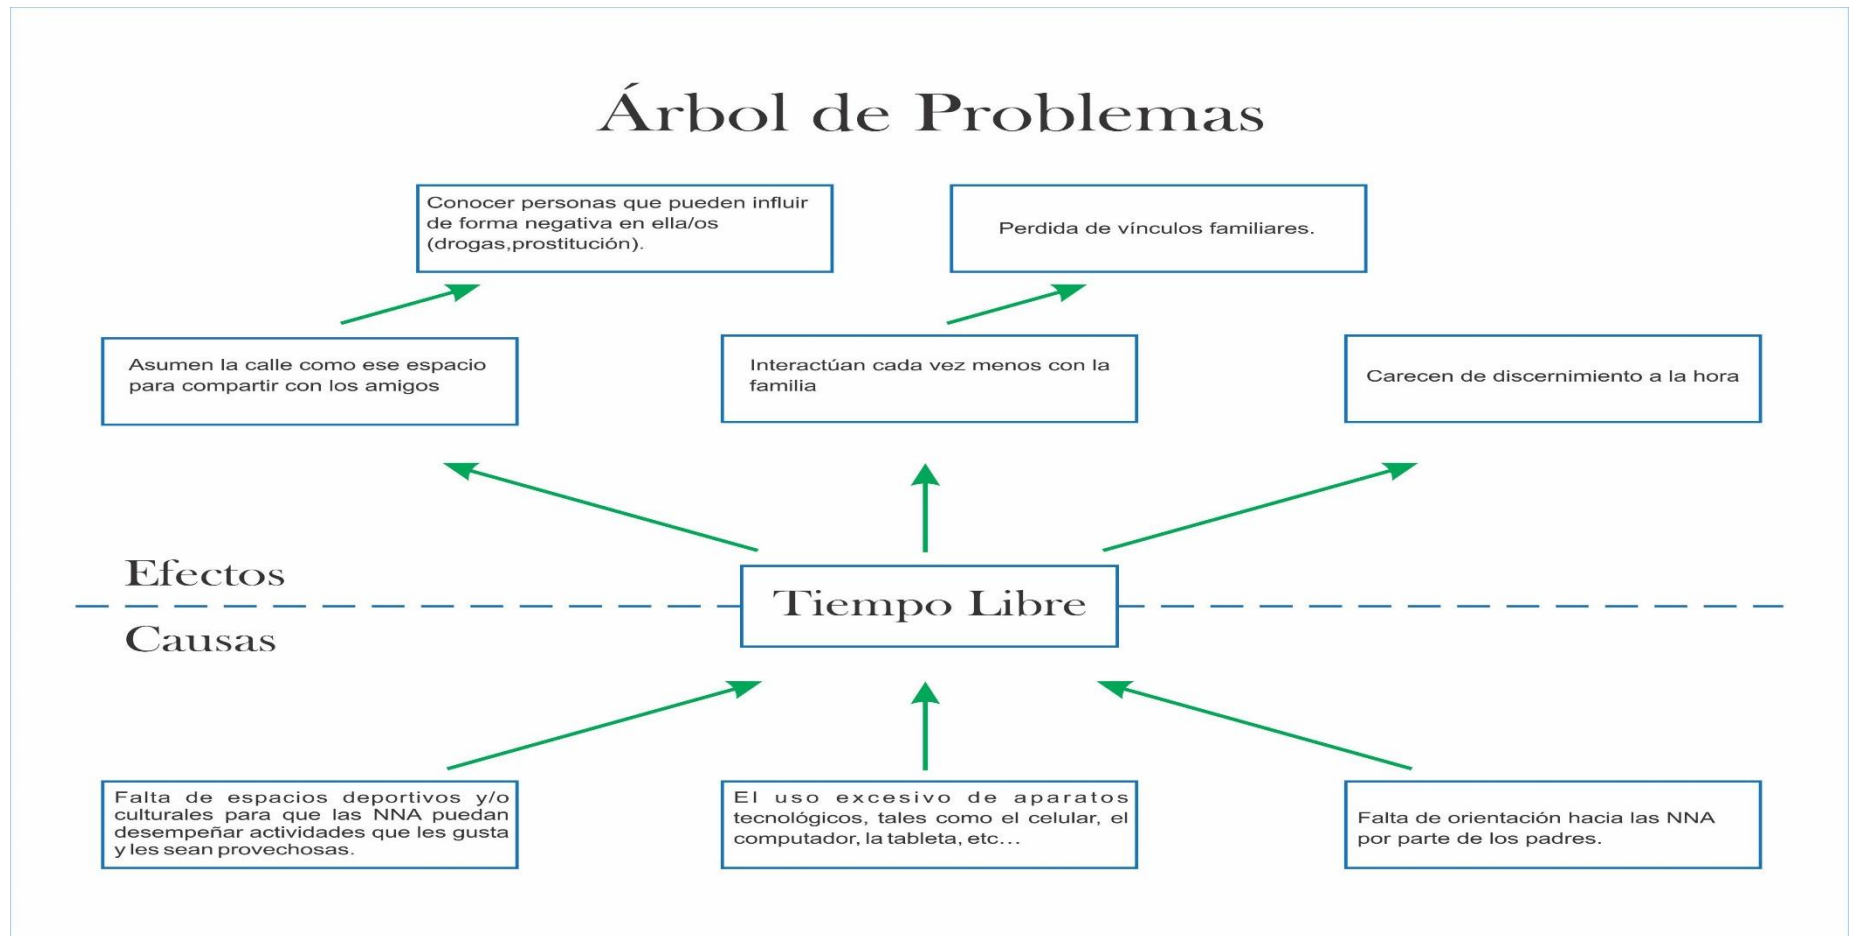 Árbol de Problemas
Conocer personas que pueden influir
de forma negativa en ella/os
(drogas,prostitución).
Perdida de vínculos familiares.
Asumen la calle como ese espacio
para compartir con los amigos
Interactúan cada vez menos con la
familia
Carecen de discernimiento a la hora
Efectos
Tiempo Libre
Causas
Falta de espacios deportivos y/o
culturales para que las NNA puedan
desempeñar actividades que les gusta
y les sean provechosas.
El uso excesivo de aparatos
tecnológicos, tales como el celular, el
computador, la tableta, etc...
Falta de orientación hacia las NNA
por parte de los padres.